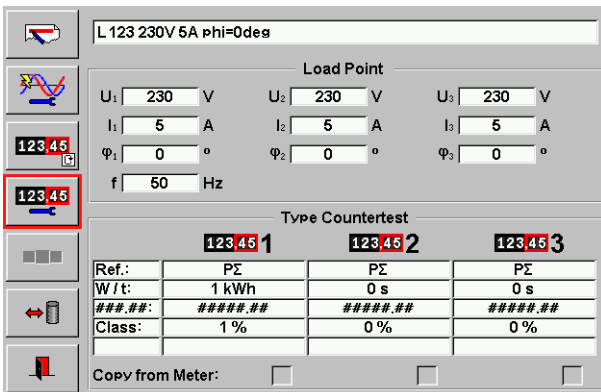 L 123 230V 5A phi=0deg
Load Point
U1 230 V U2 230 V U3 230 V
I1 5 A I2 5 A I3 5 A
φ1 0 º φ2 0 º φ3 0 º
f 50 Hz
123,45
123,45
Type Countertest
123,45 1 123,45 2 123,45 3
Ref.: PΣ PΣ PΣ
W / t: 1 kWh 0 s 0 s
###.##: #####.## #####.## #####.##
Class: 1 % 0 % 0 %
Copy from Meter: